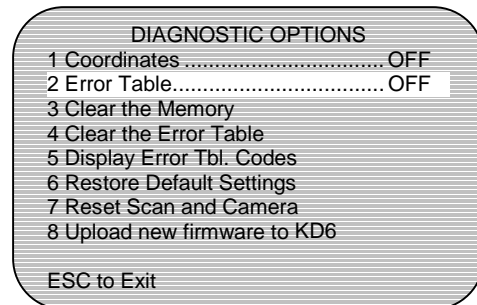 DIAGNOSTIC OPTIONS
1 Coordinates ................................ OFF
2 Error Table.................................. OFF
3 Clear the Memory
4 Clear the Error Table
5 Display Error Tbl. Codes
6 Restore Default Settings
7 Reset Scan and Camera
8 Upload new firmware to KD6
ESC to Exit